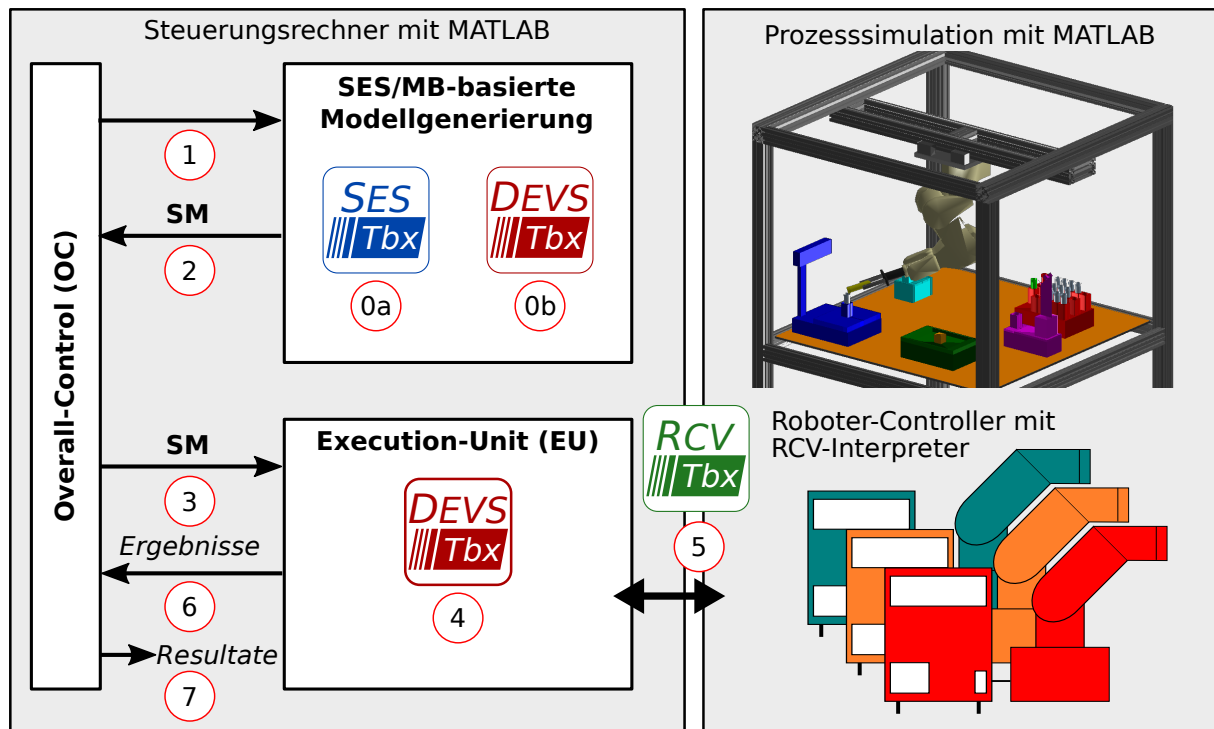 Steuerungsrechner mit MATLAB
Overall-Control (OC)
1
SM
2
SES/MB-basierte
Modellgenerierung
SES
Tbx
0a
DEVS
Tbx
0b
SM
3
Ergebnisse
6
Resultate
7
Execution-Unit (EU)
DEVS
Tbx
4
RCV
Tbx
5
Prozesssimulation mit MATLAB
Roboter-Controller mit
RCV-Interpreter